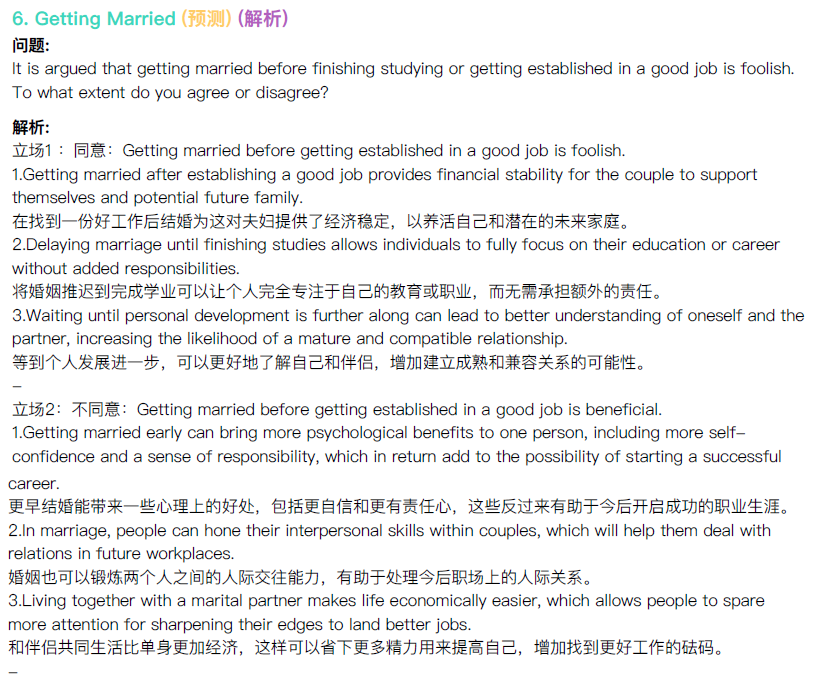 6. Getting Married (预测) (解析)
问题:
It is argued that getting married before finishing studying or getting established in a good job is foolish.
To what extent do you agree or disagree?
解析:
立场1 ：同意：Getting married before getting established in a good job is foolish.
1.Getting married after establishing a good job provides financial stability for the couple to support
themselves and potential future family.
在找到一份好工作后结婚为这对夫妇提供了经济稳定，以养活自己和潜在的未来家庭。
2.Delaying marriage until finishing studies allows individuals to fully focus on their education or career
without added responsibilities.
将婚姻推迟到完成学业可以让个人完全专注于自己的教育或职业，而无需承担额外的责任。
3.Waiting until personal development is further along can lead to better understanding of oneself and the
partner, increasing the likelihood of a mature and compatible relationship.
等到个人发展进一步，可以更好地了解自己和伴侣，增加建立成熟和兼容关系的可能性。
–
立场2：不同意：Getting married before getting established in a good job is beneficial.
1.Getting married early can bring more psychological benefits to one person, including more self–
confidence and a sense of responsibility, which in return add to the possibility of starting a successful
career.
更早结婚能带来一些心理上的好处，包括更自信和更有责任心，这些反过来有助于今后开启成功的职业生涯。
2.In marriage, people can hone their interpersonal skills within couples, which will help them deal with
relations in future workplaces.
婚姻也可以锻炼两个人之间的人际交往能力，有助于处理今后职场上的人际关系。
3.Living together with a marital partner makes life economically easier, which allows people to spare
more attention for sharpening their edges to land better jobs.
和伴侣共同生活比单身更加经济，这样可以省下更多精力用来提高自己，增加找到更好工作的砝码。
–